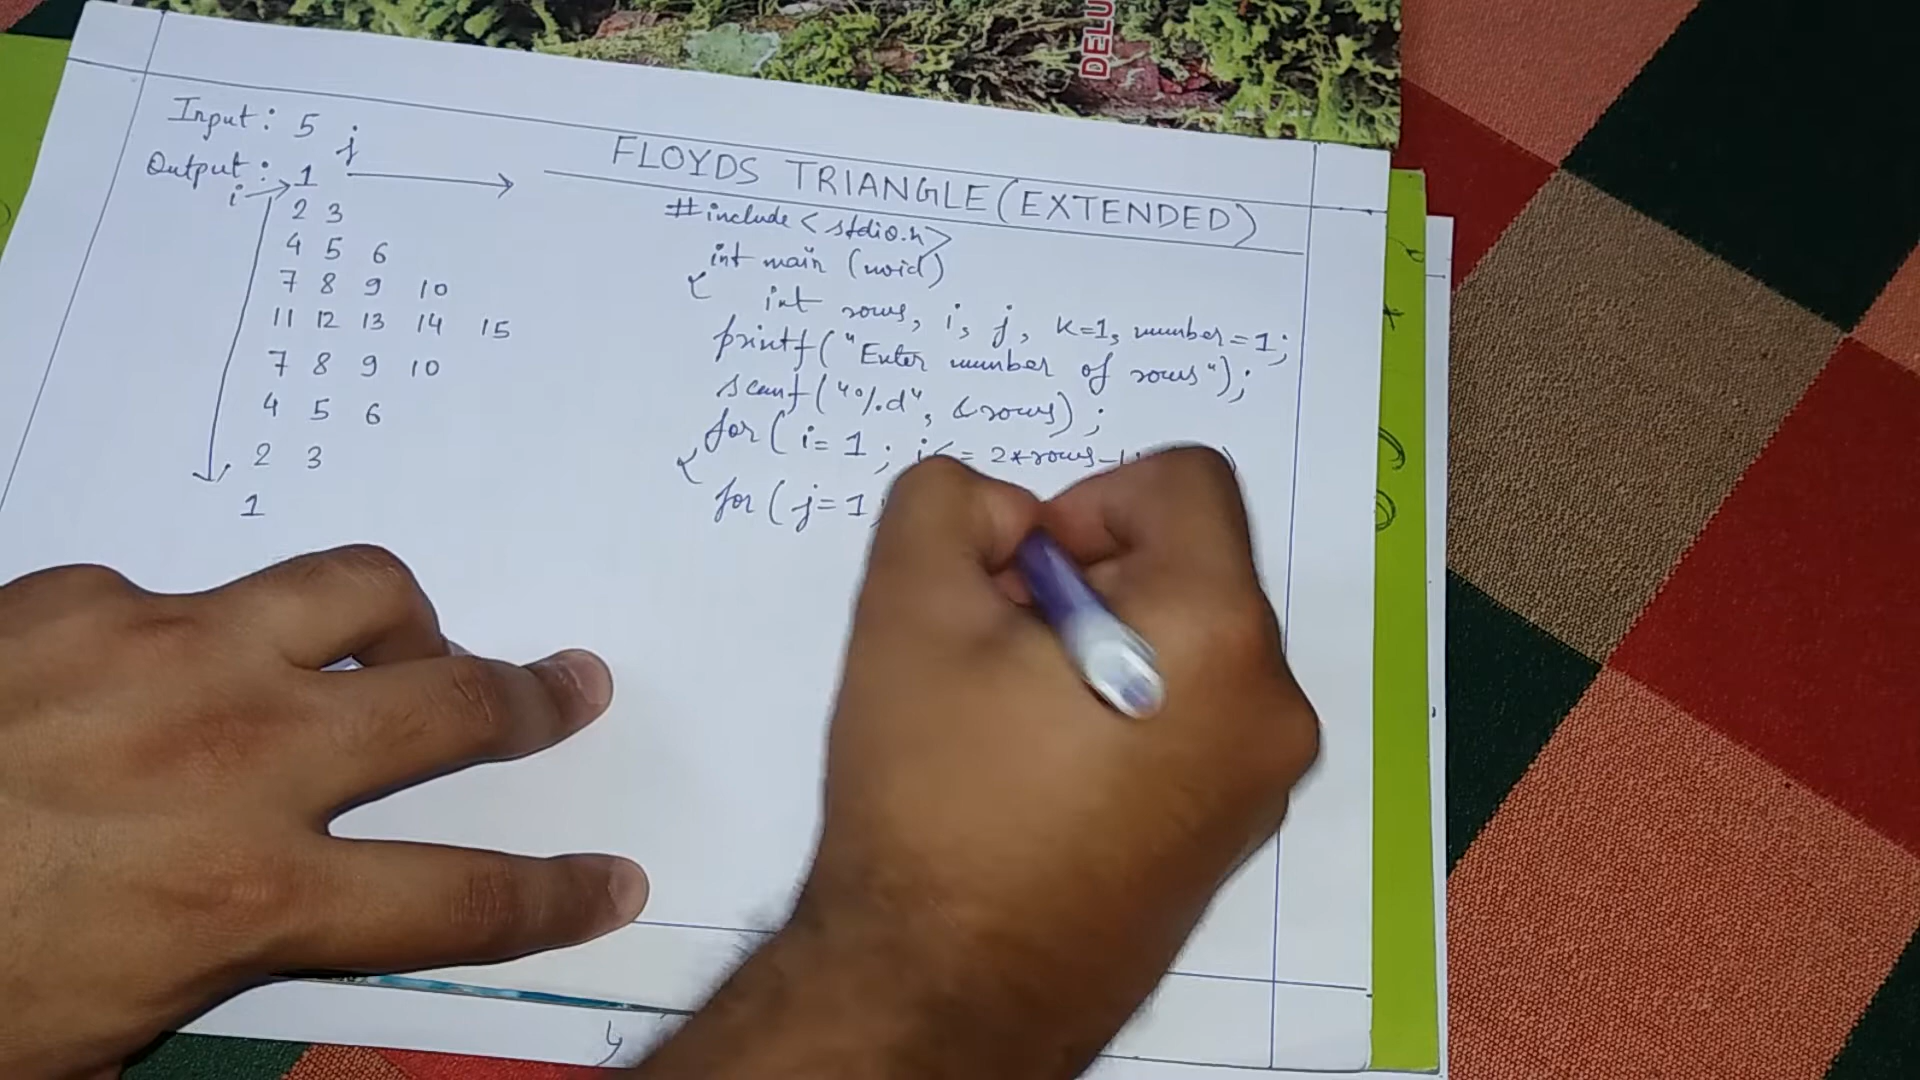 DELU
Input: 5
j
Output: 1
i
2 3
4 5 6
7 8 9 10
11 12 13 14 15
7 8 9 10
4 5 6
2 3
1
FLOYDS TRIANGLE (EXTENDED)
#include <stdio.h>
int main (void)
{
int rows, i, j, k=1, number=1;
printf("Enter number of rows");
scanf("%d", &rows);
for( i= 1 ; i<= 2*rows-1
{
for ( j=1;